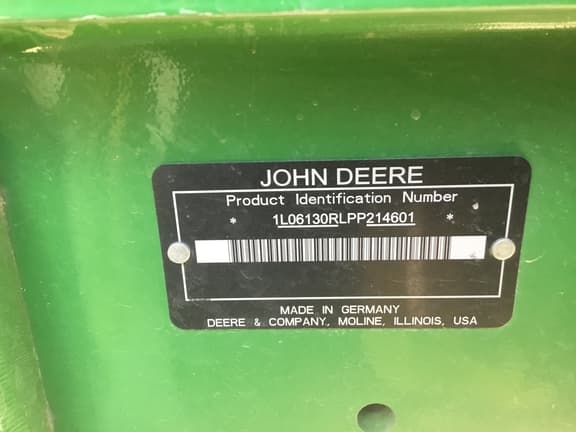 JOHN DEERE
Product Identification Number
* 1L06130RLPP214601 *
MADE IN GERMANY
DEERE & COMPANY, MOLINE, ILLINOIS, USA